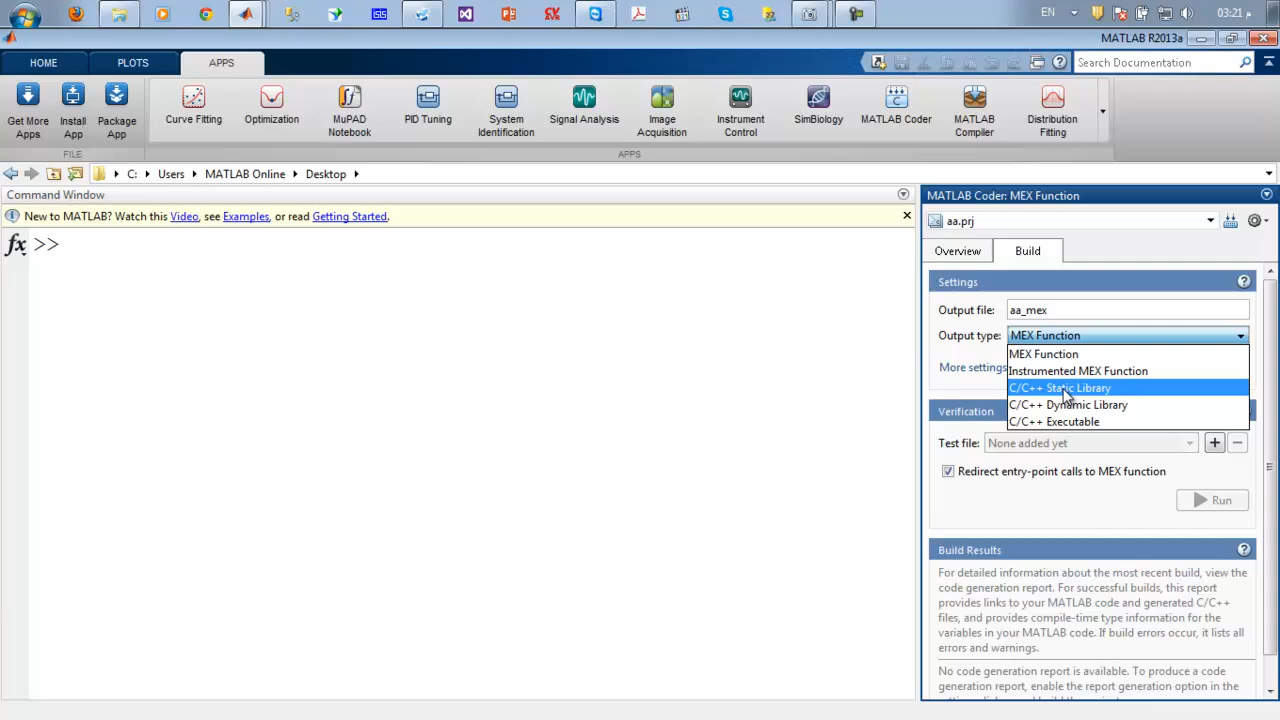 EN
03:21 م
MATLAB R2013a
HOME
PLOTS
APPS
Search Documentation
Get More Apps
Install App
Package App
Curve Fitting
Optimization
MuPAD Notebook
PID Tuning
System Identification
Signal Analysis
Image Acquisition
Instrument Control
SimBiology
MATLAB Coder
MATLAB Compiler
Distribution Fitting
FILE
APPS
C:
Users
MATLAB Online
Desktop
Command Window
New to MATLAB? Watch this Video, see Examples, or read Getting Started.
fx >>
MATLAB Coder: MEX Function
aa.prj
Overview
Build
Settings
Output file: aa_mex
Output type: MEX Function
MEX Function
Instrumented MEX Function
More settings
C/C++ Static Library
C/C++ Dynamic Library
C/C++ Executable
Verification
Test file: None added yet
Redirect entry-point calls to MEX function
Run
Build Results
For detailed information about the most recent build, view the
code generation report. For successful builds, this report
provides links to your MATLAB code and generated C/C++
files, and provides compile-time type information for the
variables in your MATLAB code. If build errors occur, it lists all
errors and warnings.
No code generation report is available. To produce a code
generation report, enable the report generation option in the